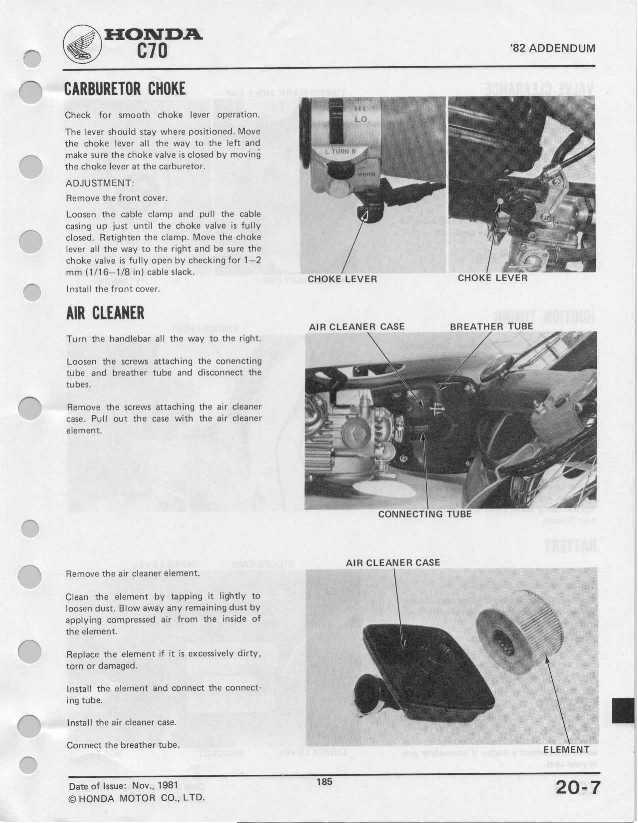 HONDA
C70
'82 ADDENDUM
CARBURETOR CHOKE
Check for smooth choke lever operation.
The lever should stay where positioned. Move
the choke lever all the way to the left and
make sure the choke valve is closed by moving
the choke lever at the carburetor.
ADJUSTMENT:
Remove the front cover.
Loosen the cable clamp and pull the cable
casing up just until the choke valve is fully
closed. Retighten the clamp. Move the choke
lever all the way to the right and be sure the
choke valve is fully open by checking for 1–2
mm (1/16–1/8 in) cable slack.
Install the front cover.
HI
LO
L TURN R
HORN
CHOKE LEVER
CHOKE LEVER
AIR CLEANER
Turn the handlebar all the way to the right.
Loosen the screws attaching the conencting
tube and breather tube and disconnect the
tubes.
Remove the screws attaching the air cleaner
case. Pull out the case with the air cleaner
element.
AIR CLEANER CASE
BREATHER TUBE
CONNECTING TUBE
Remove the air cleaner element.
Clean the element by tapping it lightly to
loosen dust. Blow away any remaining dust by
applying compressed air from the inside of
the element.
Replace the element if it is excessively dirty,
torn or damaged.
Install the element and connect the connect-
ing tube.
Install the air cleaner case.
Connect the breather tube.
AIR CLEANER CASE
ELEMENT
Date of Issue: Nov., 1981
© HONDA MOTOR CO., LTD.
185
20-7